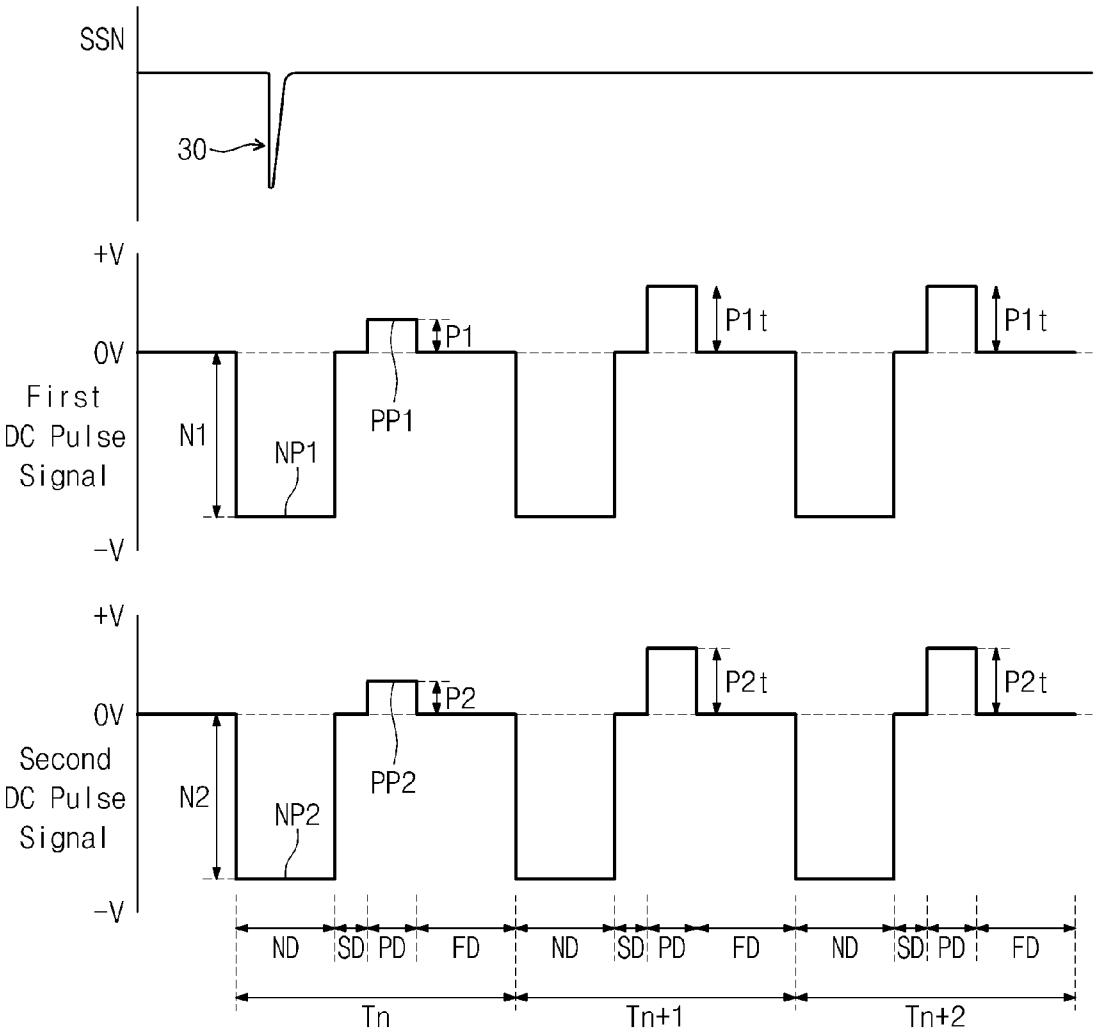 SSN
30
+V
0V
First
DC Pulse
Signal
-V
N1
NP1
PP1
P1
P1t
P1t
+V
0V
Second
DC Pulse
Signal
-V
N2
NP2
PP2
P2
P2t
P2t
ND SD PD FD ND SD PD FD ND SD PD FD
Tn Tn+1 Tn+2